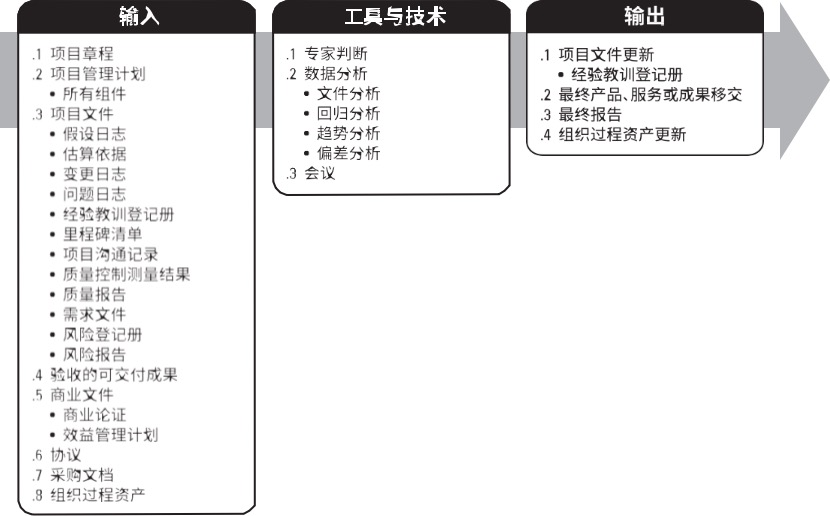 输入
.1 项目章程
.2 项目管理计划
• 所有组件
.3 项目文件
• 假设日志
• 估算依据
• 变更日志
• 问题日志
• 经验教训登记册
• 里程碑清单
• 项目沟通记录
• 质量控制测量结果
• 质量报告
• 需求文件
• 风险登记册
• 风险报告
.4 验收的可交付成果
.5 商业文件
• 商业论证
• 效益管理计划
.6 协议
.7 采购文档
.8 组织过程资产
工具与技术
.1 专家判断
.2 数据分析
• 文件分析
• 回归分析
• 趋势分析
• 偏差分析
.3 会议
输出
.1 项目文件更新
• 经验教训登记册
.2 最终产品、服务或成果移交
.3 最终报告
.4 组织过程资产更新